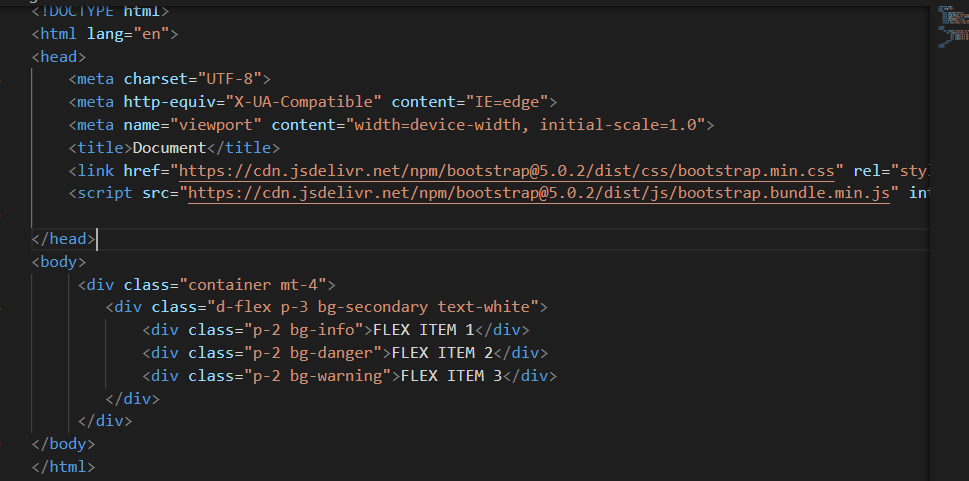 <!DOCTYPE html>
<html lang="en">
<head>
<meta charset="UTF-8">
<meta http-equiv="X-UA-Compatible" content="IE=edge">
<meta name="viewport" content="width=device-width, initial-scale=1.0">
<title>Document</title>
<link href="https://cdn.jsdelivr.net/npm/bootstrap@5.0.2/dist/css/bootstrap.min.css" rel="styl
<script src="https://cdn.jsdelivr.net/npm/bootstrap@5.0.2/dist/js/bootstrap.bundle.min.js" int
</head>
<body>
<div class="container mt-4">
<div class="d-flex p-3 bg-secondary text-white">
<div class="p-2 bg-info">FLEX ITEM 1</div>
<div class="p-2 bg-danger">FLEX ITEM 2</div>
<div class="p-2 bg-warning">FLEX ITEM 3</div>
</div>
</div>
</body>
</html>